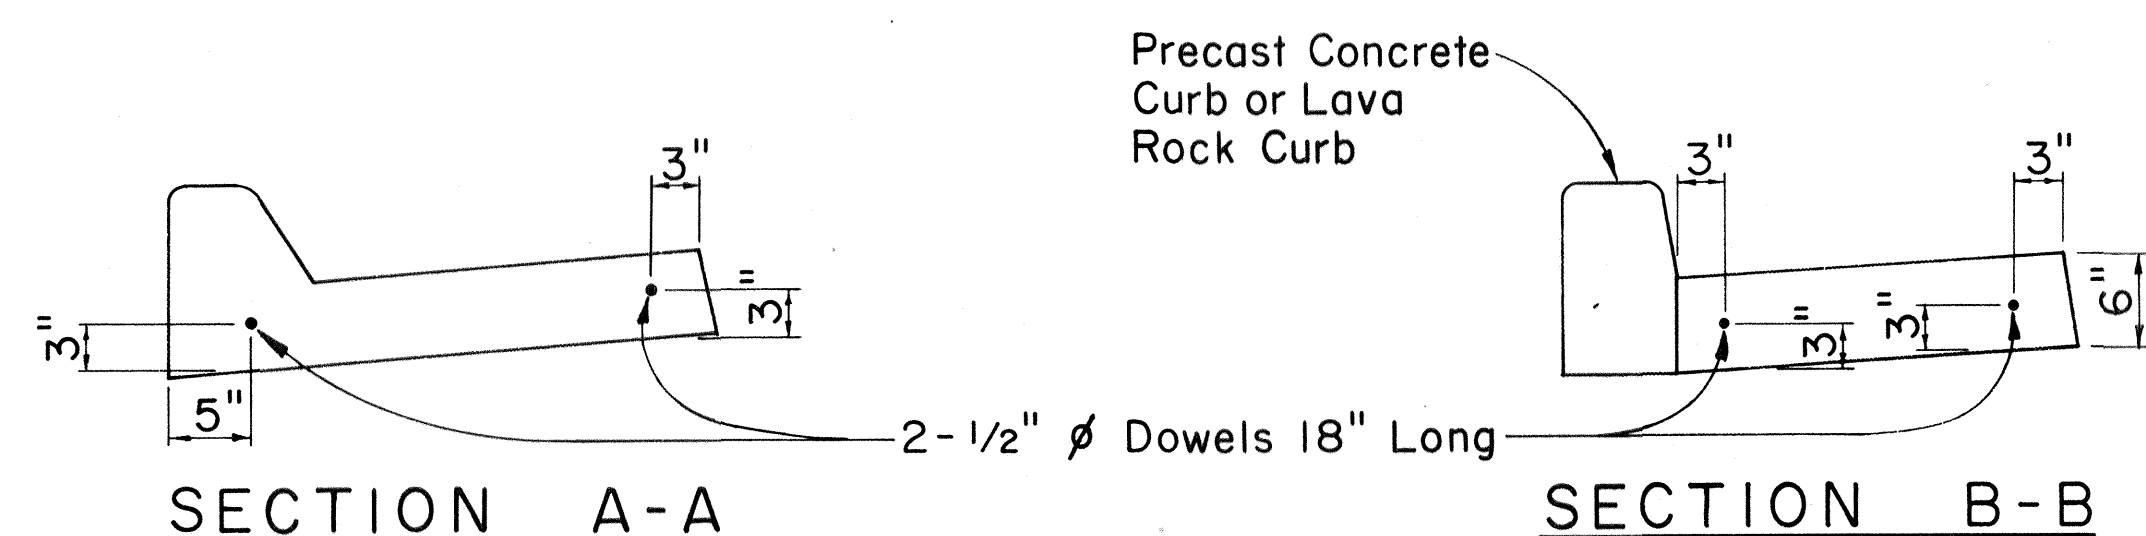 Precast Concrete
Curb or Lava
Rock Curb
3"
3"
3"
5"
3"
3"
3"
3"
3"
6"
2-1/2" ø Dowels 18" Long
SECTION A-A
SECTION B-B